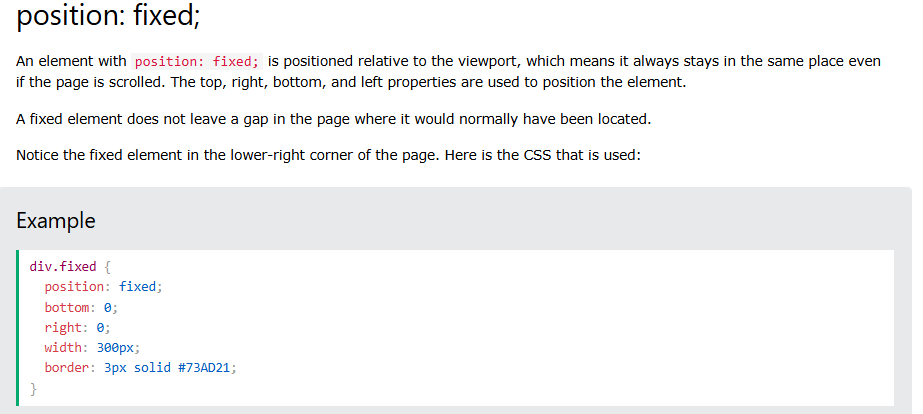 position: fixed;
An element with position: fixed; is positioned relative to the viewport, which means it always stays in the same place even
if the page is scrolled. The top, right, bottom, and left properties are used to position the element.
A fixed element does not leave a gap in the page where it would normally have been located.
Notice the fixed element in the lower-right corner of the page. Here is the CSS that is used:
Example
div.fixed {
  position: fixed;
  bottom: 0;
  right: 0;
  width: 300px;
  border: 3px solid #73AD21;
}